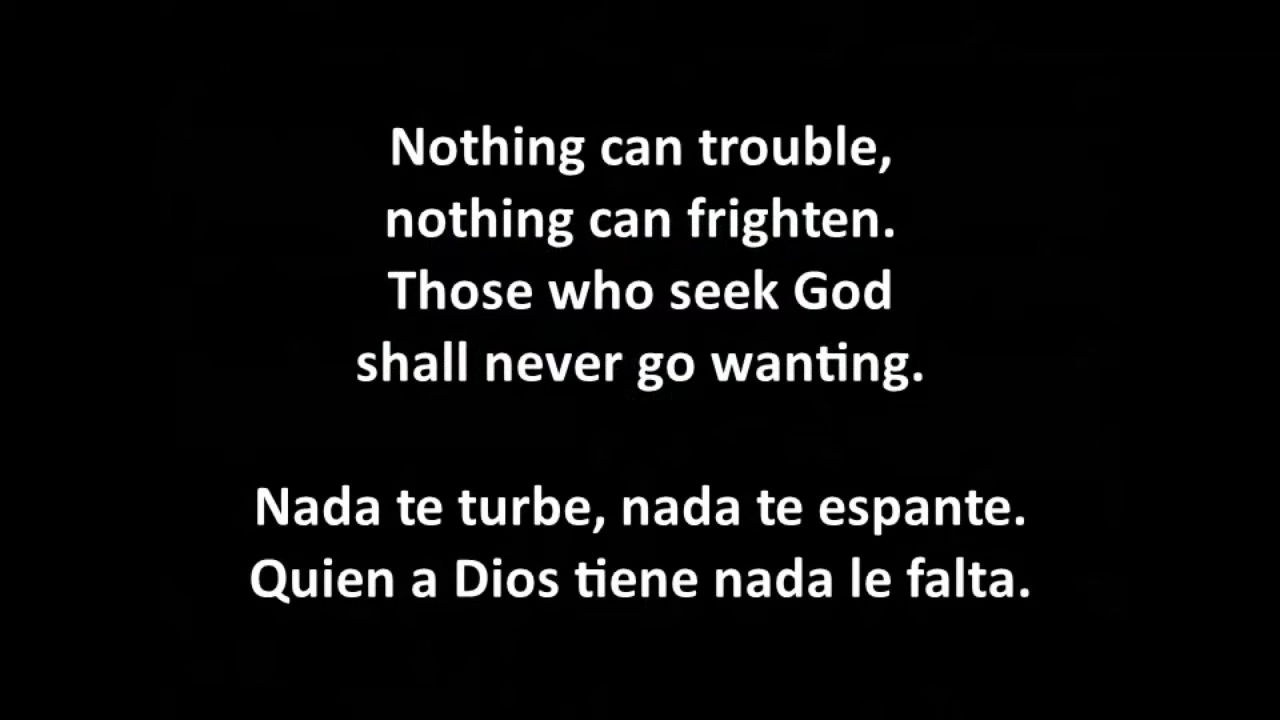 Nothing can trouble,
nothing can frighten.
Those who seek God
shall never go wanting.
Nada te turbe, nada te espante.
Quien a Dios tiene nada le falta.